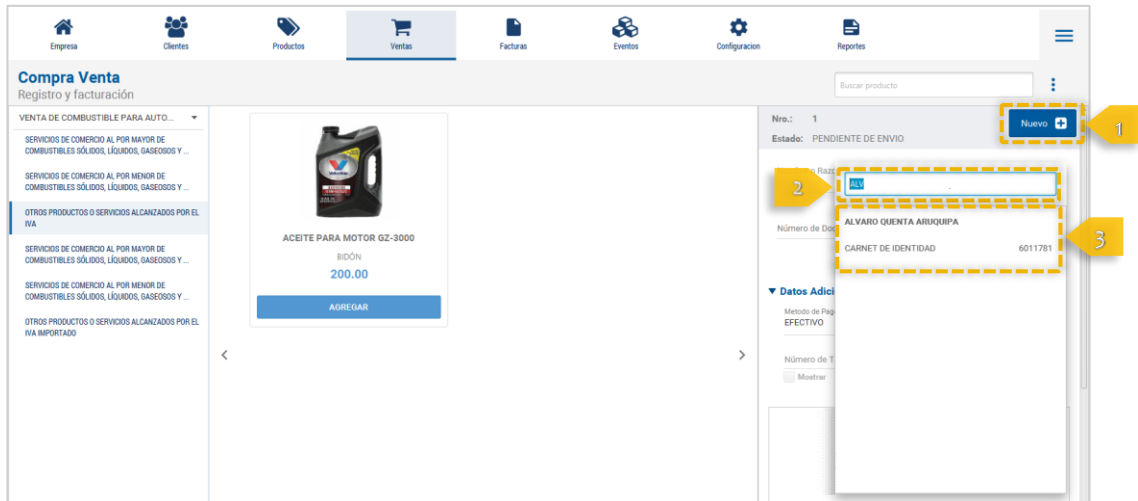 Empresa
Clientes
Productos
Ventas
Facturas
Eventos
Configuracion
Reportes
Compra Venta
Registro y facturación
Buscar producto
VENTA DE COMBUSTIBLE PARA AUTO...
SERVICIOS DE COMERCIO AL POR MAYOR DE
COMBUSTIBLES SÓLIDOS, LÍQUIDOS, GASEOSOS Y ...
SERVICIOS DE COMERCIO AL POR MENOR DE
COMBUSTIBLES SÓLIDOS, LÍQUIDOS, GASEOSOS Y ...
OTROS PRODUCTOS O SERVICIOS ALCANZADOS POR EL
IVA
SERVICIOS DE COMERCIO AL POR MAYOR DE
COMBUSTIBLES SÓLIDOS, LÍQUIDOS, GASEOSOS Y ...
SERVICIOS DE COMERCIO AL POR MENOR DE
COMBUSTIBLES SÓLIDOS, LÍQUIDOS, GASEOSOS Y ...
OTROS PRODUCTOS O SERVICIOS ALCANZADOS POR EL
IVA IMPORTADO
Valvoline
ACEITE PARA MOTOR GZ-3000
BIDÓN
200.00
AGREGAR
Nro.: 1
Estado: PENDIENTE DE ENVIO
Nuevo
1
o Razo
2
ALV
ALVARO QUENTA ARUQUIPA
CARNET DE IDENTIDAD 6011781
3
Número de Doc
Datos Adici
Metodo de Pag
EFECTIVO
Número de T
Mostrar